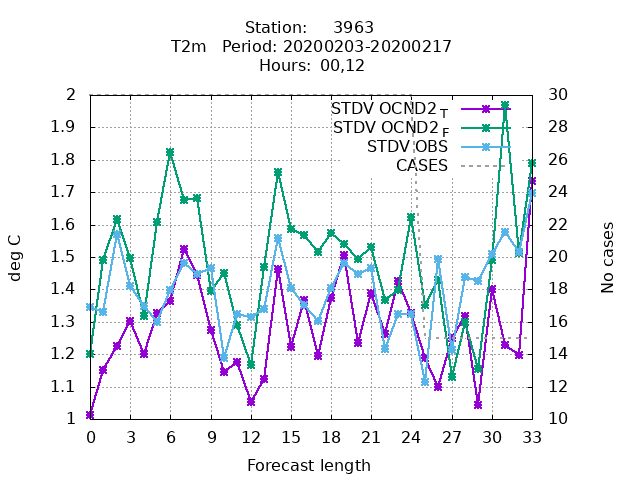 Station: 3963
T2m Period: 20200203-20200217
Hours: 00,12
STDV OCND2 T
STDV OCND2 F
STDV OBS
CASES
2
1.9
1.8
1.7
1.6
1.5
1.4
1.3
1.2
1.1
1
30
28
26
24
22
20
18
16
14
12
10
deg C
No cases
0 3 6 9 12 15 18 21 24 27 30 33
Forecast length